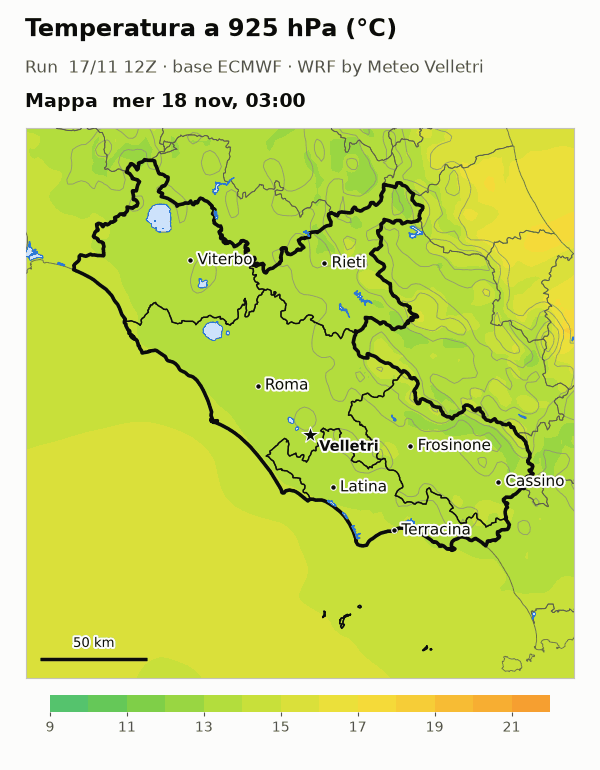 Temperatura a 925 hPa (°C)
Run  17/11 12Z · base ECMWF · WRF by Meteo Velletri
Mappa  mer 18 nov, 03:00
Viterbo
Rieti
Roma
Velletri
Frosinone
Cassino
Latina
Terracina
50 km
9 11 13 15 17 19 21